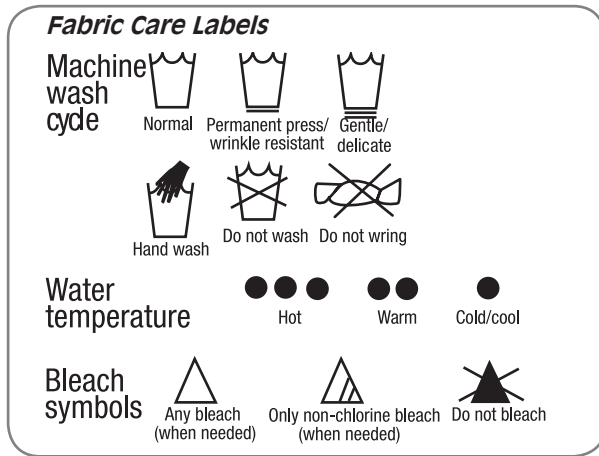 Fabric Care Labels
Machine
wash
cycle
Normal
Permanent press/
wrinkle resistant
Gentle/
delicate
Hand wash
Do not wash
Do not wring
Water
temperature
Hot
Warm
Cold/cool
Bleach
symbols
Any bleach
(when needed)
Only non-chlorine bleach
(when needed)
Do not bleach